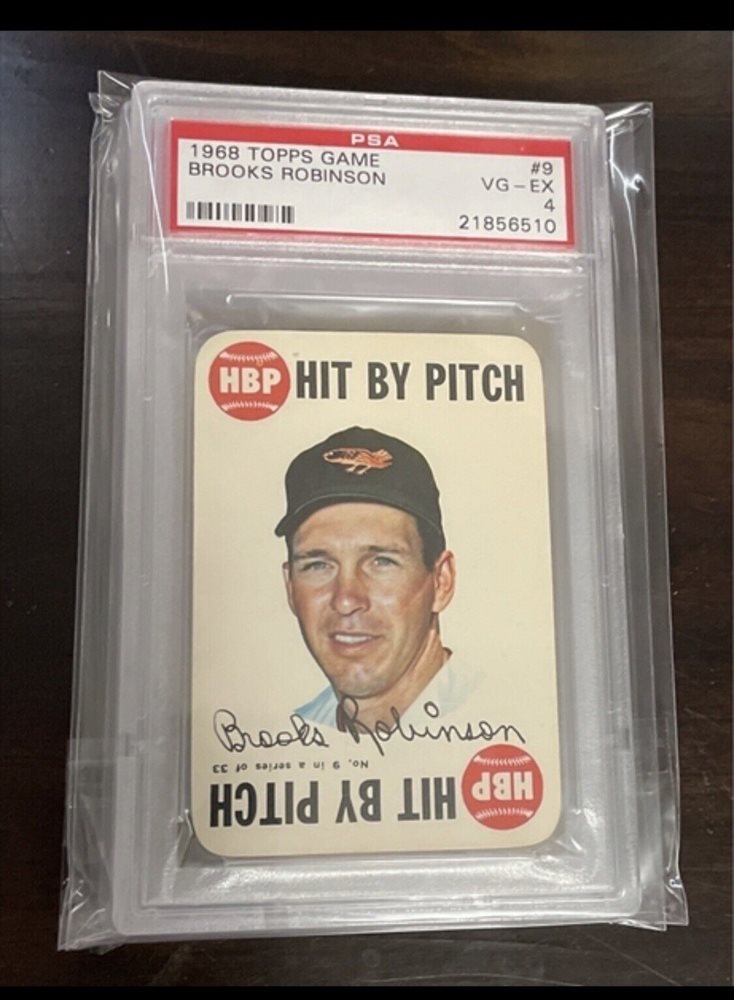 PSA
1968 TOPPS GAME #9
BROOKS ROBINSON VG-EX
4
21856510
HBP HIT BY PITCH
Brooks Robinson
No. 9 in a series of 33
HBP HIT BY PITCH